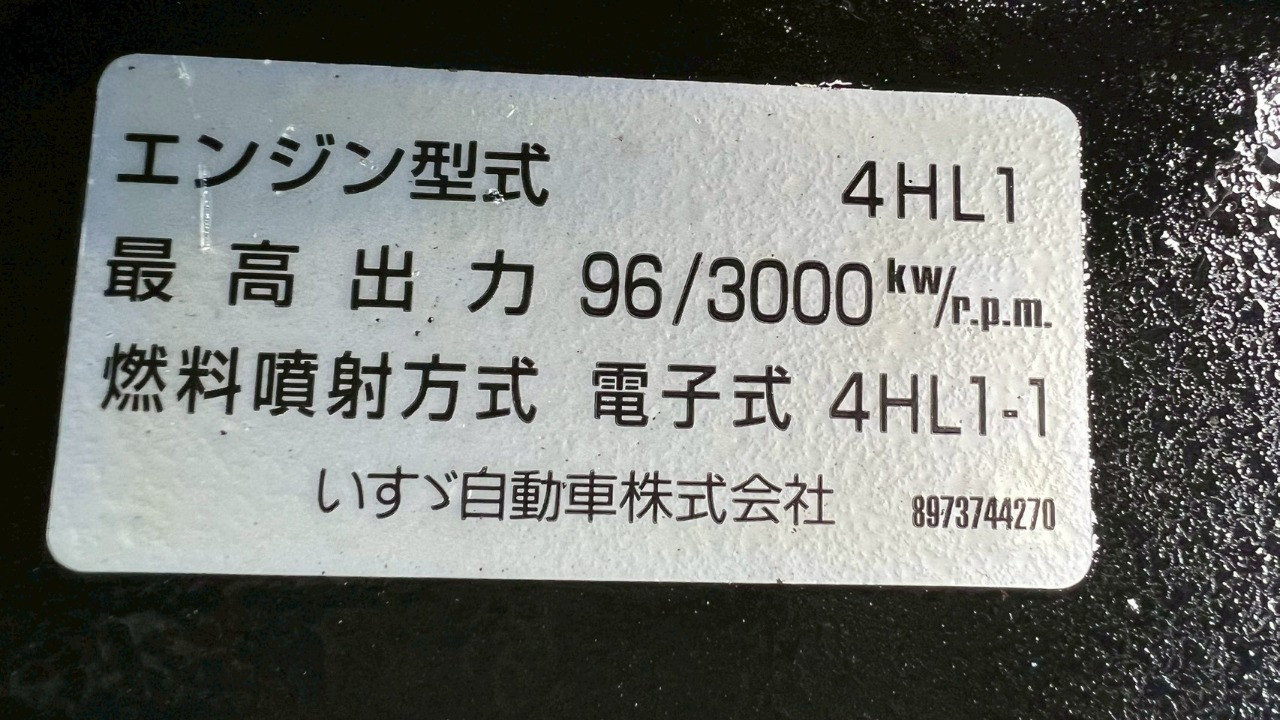 エンジン型式 4HL1
最高出力 96/3000 kw/r.p.m.
燃料噴射方式 電子式 4HL1-1
いすゞ自動車株式会社 8973744270